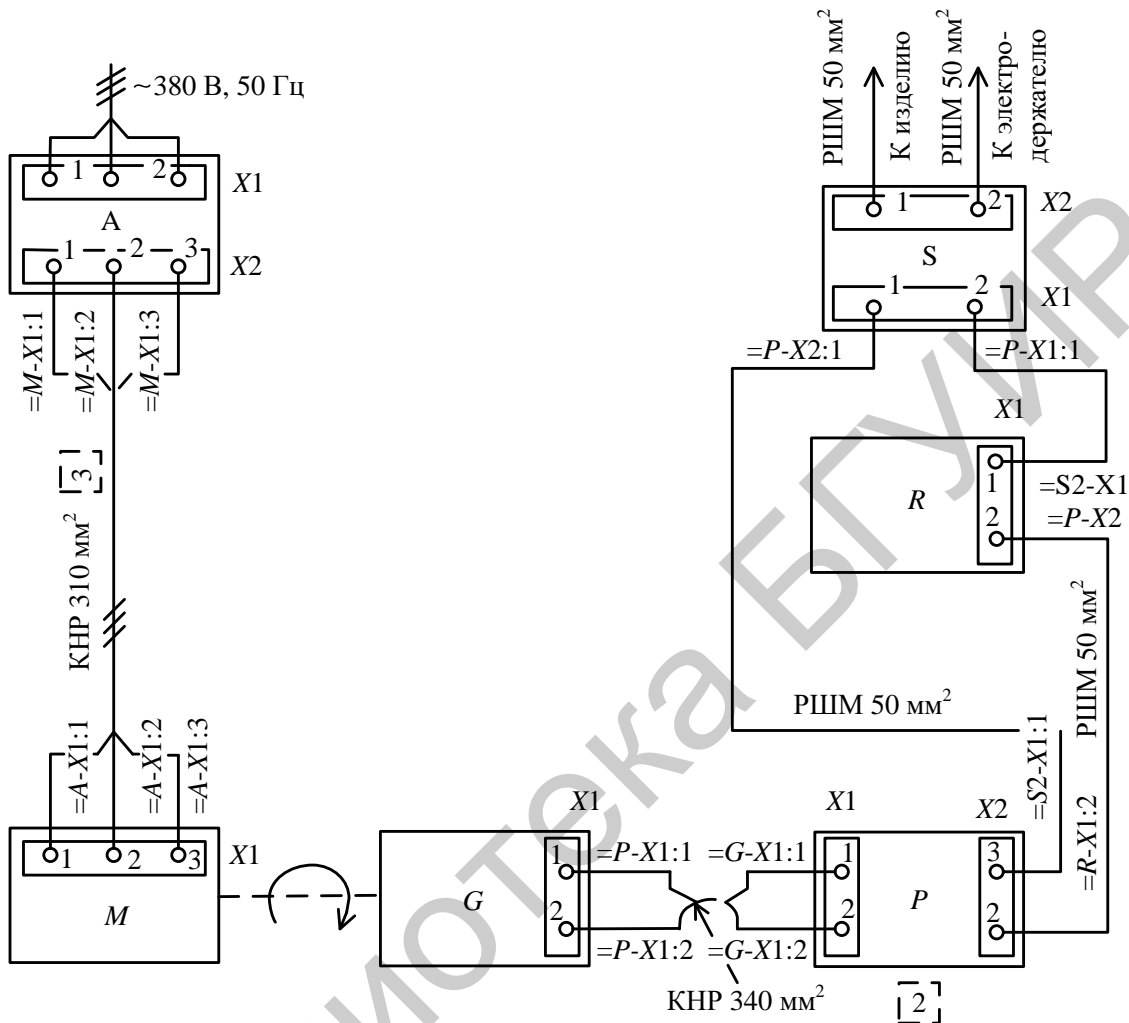 ~380 В, 50 Гц
1 2
X1
A
1 2 3
X2
=M-X1:1
=M-X1:2
=M-X1:3
3
КНР 310 мм²
=A-X1:1
=A-X1:2
=A-X1:3
1 2 3
X1
M
X1
1
G
2
=P-X1:1
=G-X1:1
=P-X1:2
=G-X1:2
КНР 340 мм²
X1
1
2
P
X2
3
2
2
=S2-X1:1
=R-X1:2
РШМ 50 мм²
РШМ 50 мм²
РШМ 50 мм²
К изделию
РШМ 50 мм²
К электро-
держателю
1 2
X2
S
1 2
X1
=P-X2:1
=P-X1:1
X1
R
1
2
=S2-X1
=P-X2
иотека БГУИР